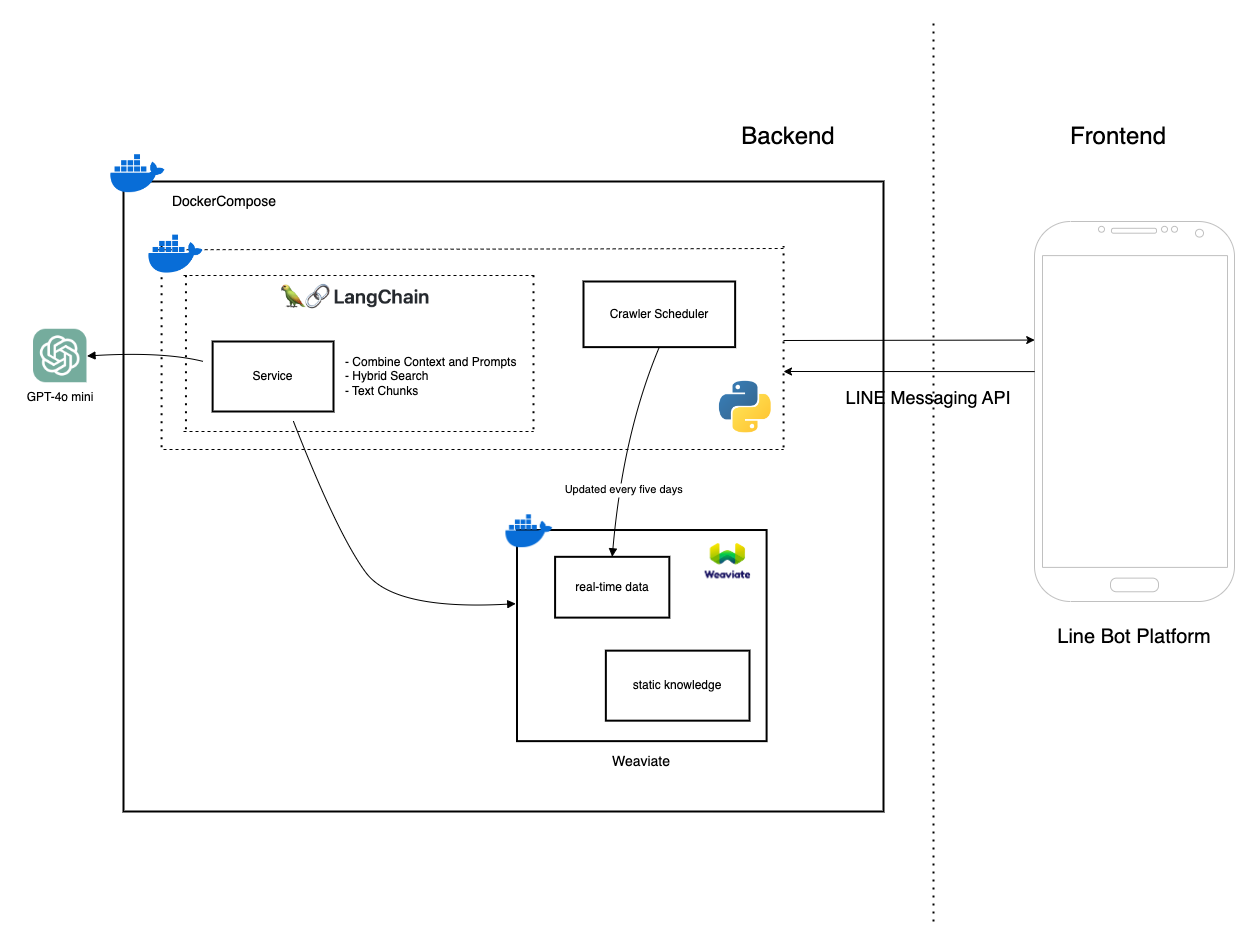 Backend
Frontend
DockerCompose
LangChain
Crawler Scheduler
Service
- Combine Context and Prompts
- Hybrid Search
- Text Chunks
GPT-4o mini
LINE Messaging API
Updated every five days
Weaviate
real-time data
static knowledge
Weaviate
Line Bot Platform